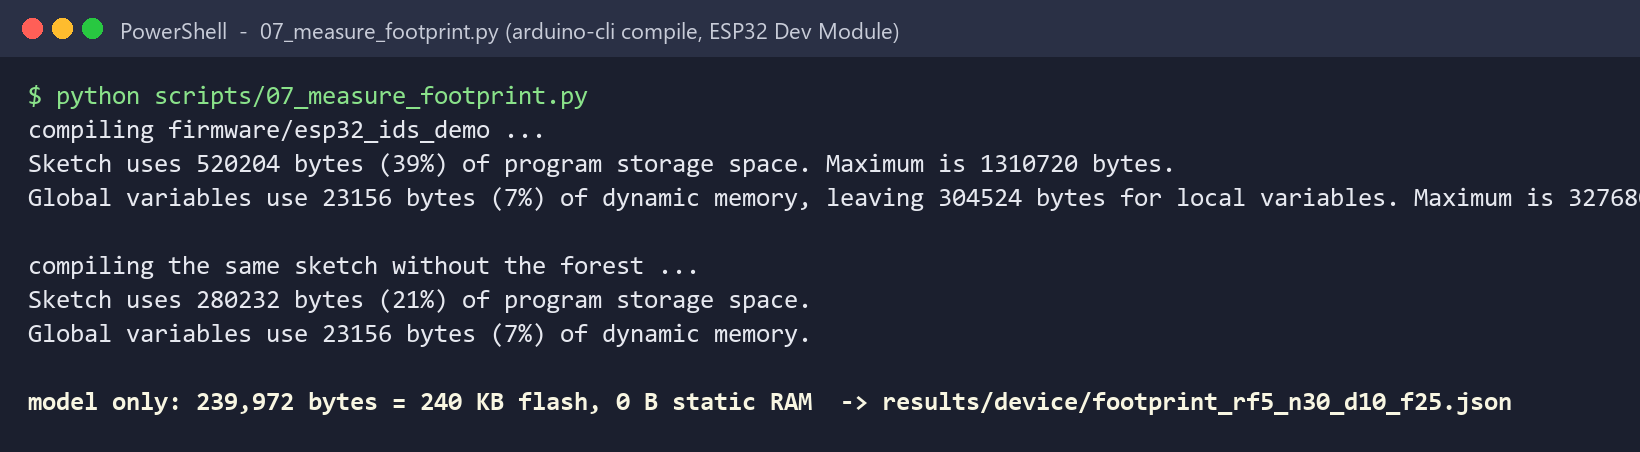 PowerShell - 07_measure_footprint.py (arduino-cli compile, ESP32 Dev Module)
$ python scripts/07_measure_footprint.py
compiling firmware/esp32_ids_demo ...
Sketch uses 520204 bytes (39%) of program storage space. Maximum is 1310720 bytes.
Global variables use 23156 bytes (7%) of dynamic memory, leaving 304524 bytes for local variables. Maximum is
compiling the same sketch without the forest ...
Sketch uses 280232 bytes (21%) of program storage space.
Global variables use 23156 bytes (7%) of dynamic memory.
model only: 239,972 bytes = 240 KB flash, 0 B static RAM -> results/device/footprint_rf5_n30_d10_f25.json